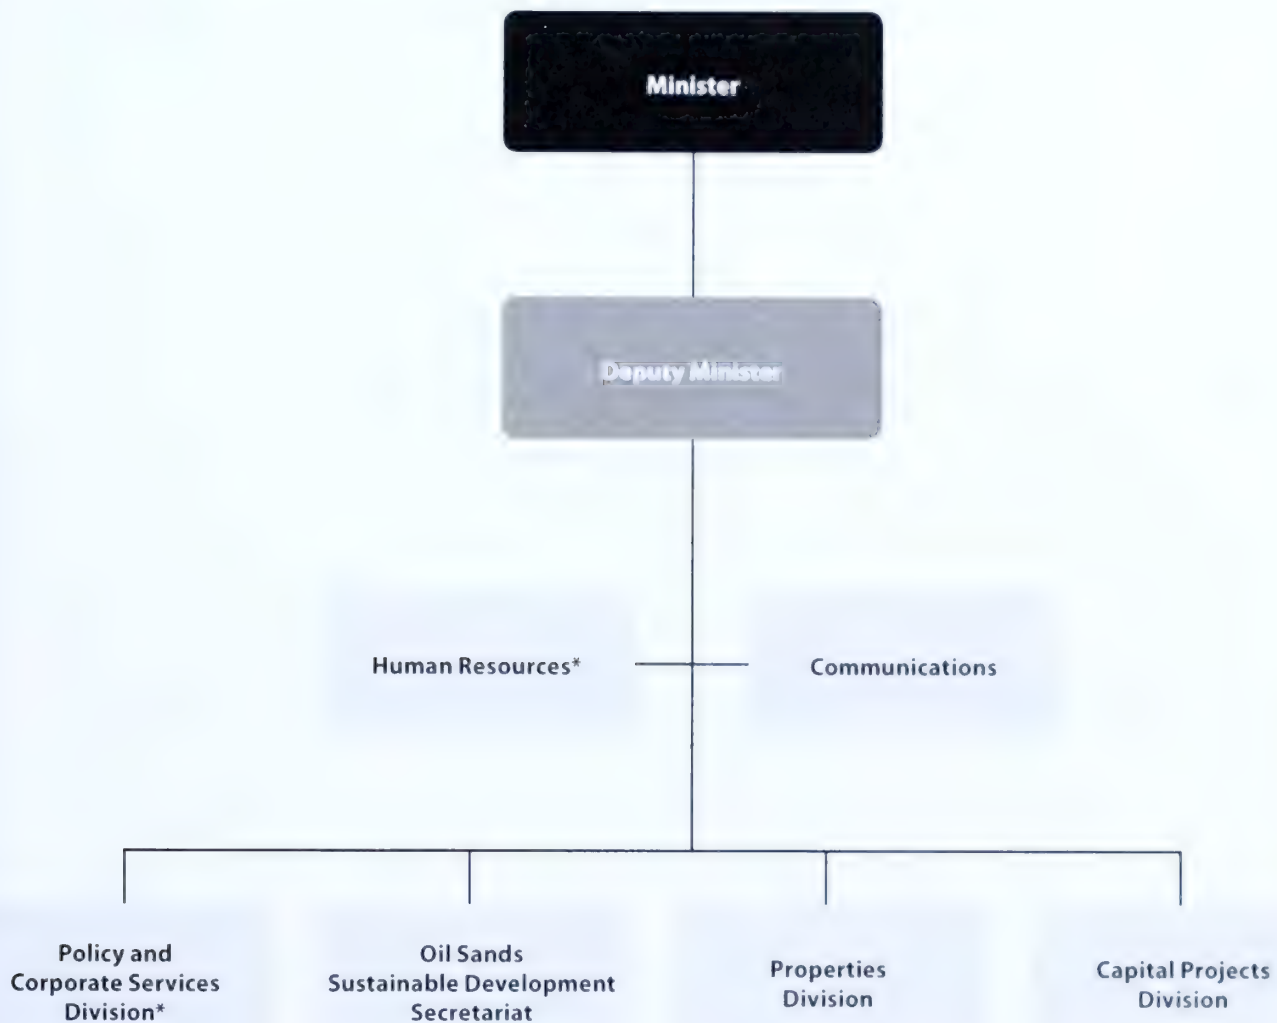 Minister
Deputy Minister
Human Resources*
Communications
Policy and
Corporate Services
Division*
Oil Sands
Sustainable Development
Secretariat
Properties
Division
Capital Projects
Division